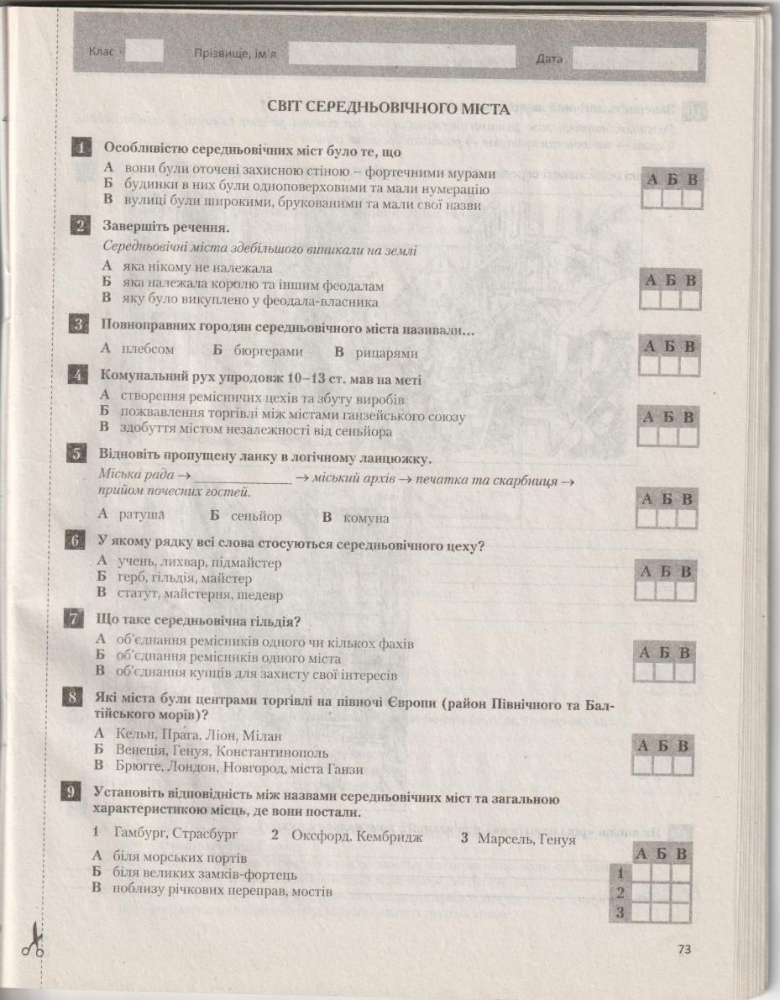 Клас Прізвище, ім'я Дата
СВІТ СЕРЕДНЬОВІЧНОГО МІСТА
1 Особливістю середньовічних міст було те, що
А вони були оточені захисною стіною – фортечними мурами
Б будинки в них були одноповерховими та мали нумерацію
В вулиці були широкими, брукованими та мали свої назви
А Б В
2 Завершіть речення.
Середньовічні міста здебільшого виникали на землі
А яка нікому не належала
Б яка належала королю та іншим феодалам
В яку було викуплено у феодала-власника
А Б В
3 Повноправних городян середньовічного міста називали...
А плебсом Б бюргерами В рицарями
А Б В
4 Комунальний рух упродовж 10–13 ст. мав на меті
А створення ремісничих цехів та збуту виробів
Б пожвавлення торгівлі між містами ганзейського союзу
В здобуття містом незалежності від сеньйора
А Б В
5 Відновіть пропущену ланку в логічному ланцюжку.
Міська рада → _______________ → міський архів → печатка та скарбниця →
прийом почесних гостей.
А ратуша Б сеньйор В комуна
А Б В
6 У якому рядку всі слова стосуються середньовічного цеху?
А учень, лихвар, підмайстер
Б герб, гільдія, майстер
В статут, майстерня, шедевр
А Б В
7 Що таке середньовічна гільдія?
А об'єднання ремісників одного чи кількох фахів
Б об'єднання ремісників одного міста
В об'єднання купців для захисту свої інтересів
А Б В
8 Які міста були центрами торгівлі на півночі Європи (район Північного та Бал-
тійського морів)?
А Кельн, Прага, Ліон, Мілан
Б Венеція, Генуя, Константинополь
В Брюгге, Лондон, Новгород, міста Ганзи
А Б В
9 Установіть відповідність між назвами середньовічних міст та загальною
характеристикою місць, де вони постали.
1 Гамбург, Страсбург 2 Оксфорд, Кембридж 3 Марсель, Генуя
А біля морських портів
Б біля великих замків-фортець
В поблизу річкових переправ, мостів
А Б В
1
2
3
73